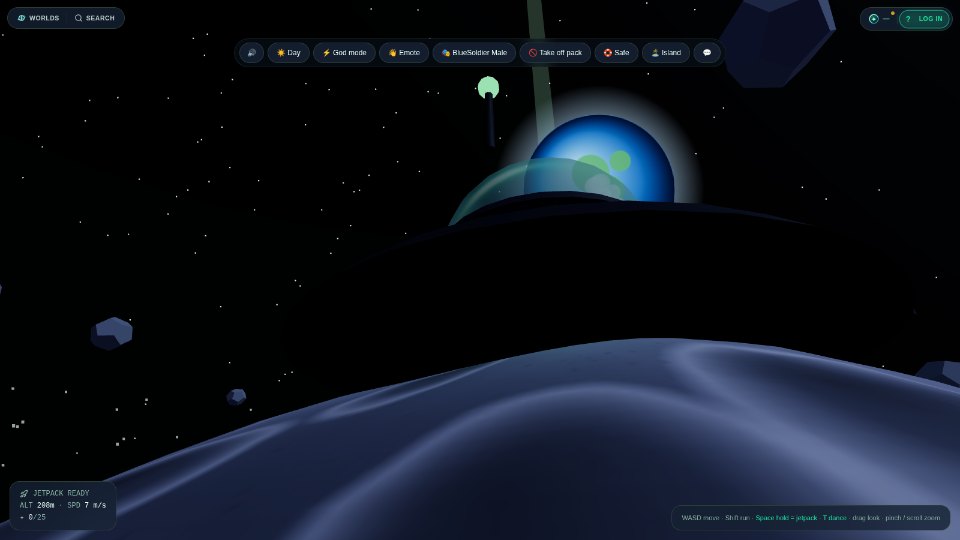 WORLDS SEARCH
— ? LOG IN
Day God mode Emote BlueSoldier Male Take off pack Safe Island
JETPACK READY
ALT 208m · SPD 7 m/s
✦ 0/25
WASD move · Shift run · Space hold = jetpack · T dance · drag look · pinch / scroll zoom